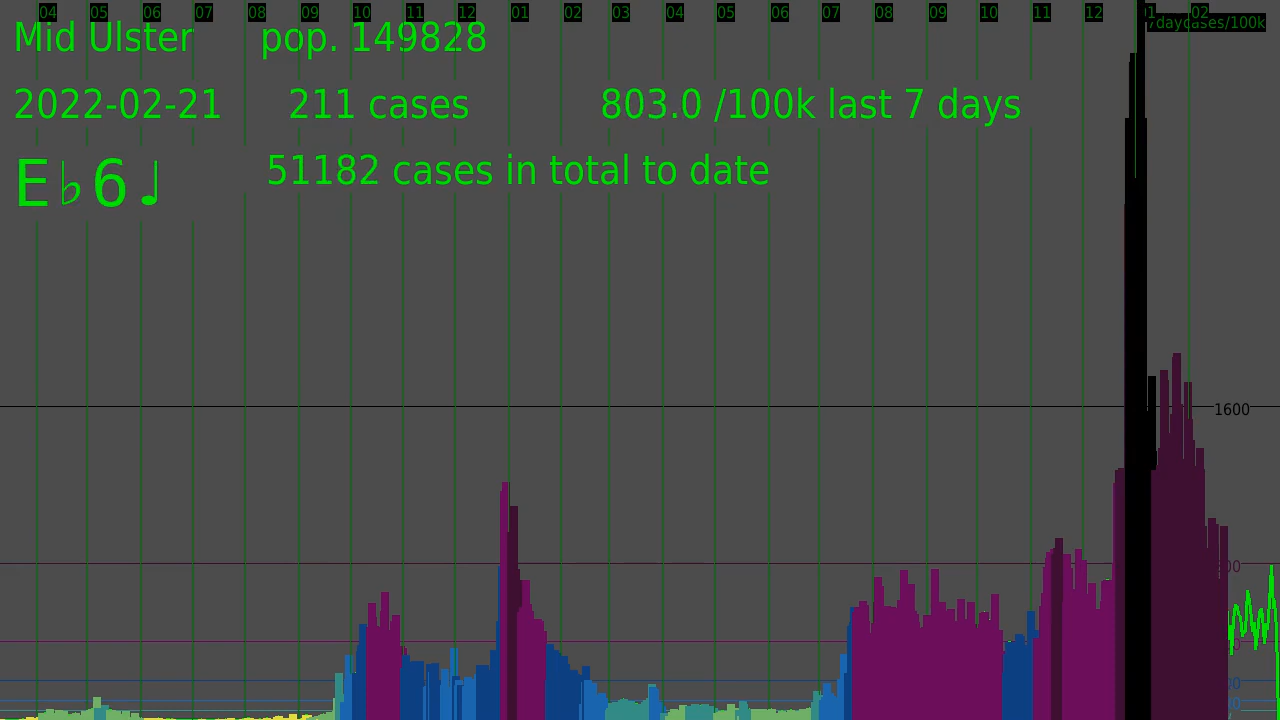 04 05 06 07 08 09 10 11 12 01 02 03 04 05 06 07 08 09 10 11 12 1 02
7daycases/100k
Mid Ulster pop. 149828
2022-02-21 211 cases 803.0 /100k last 7 days
E♭6♩ 51182 cases in total to date
1600